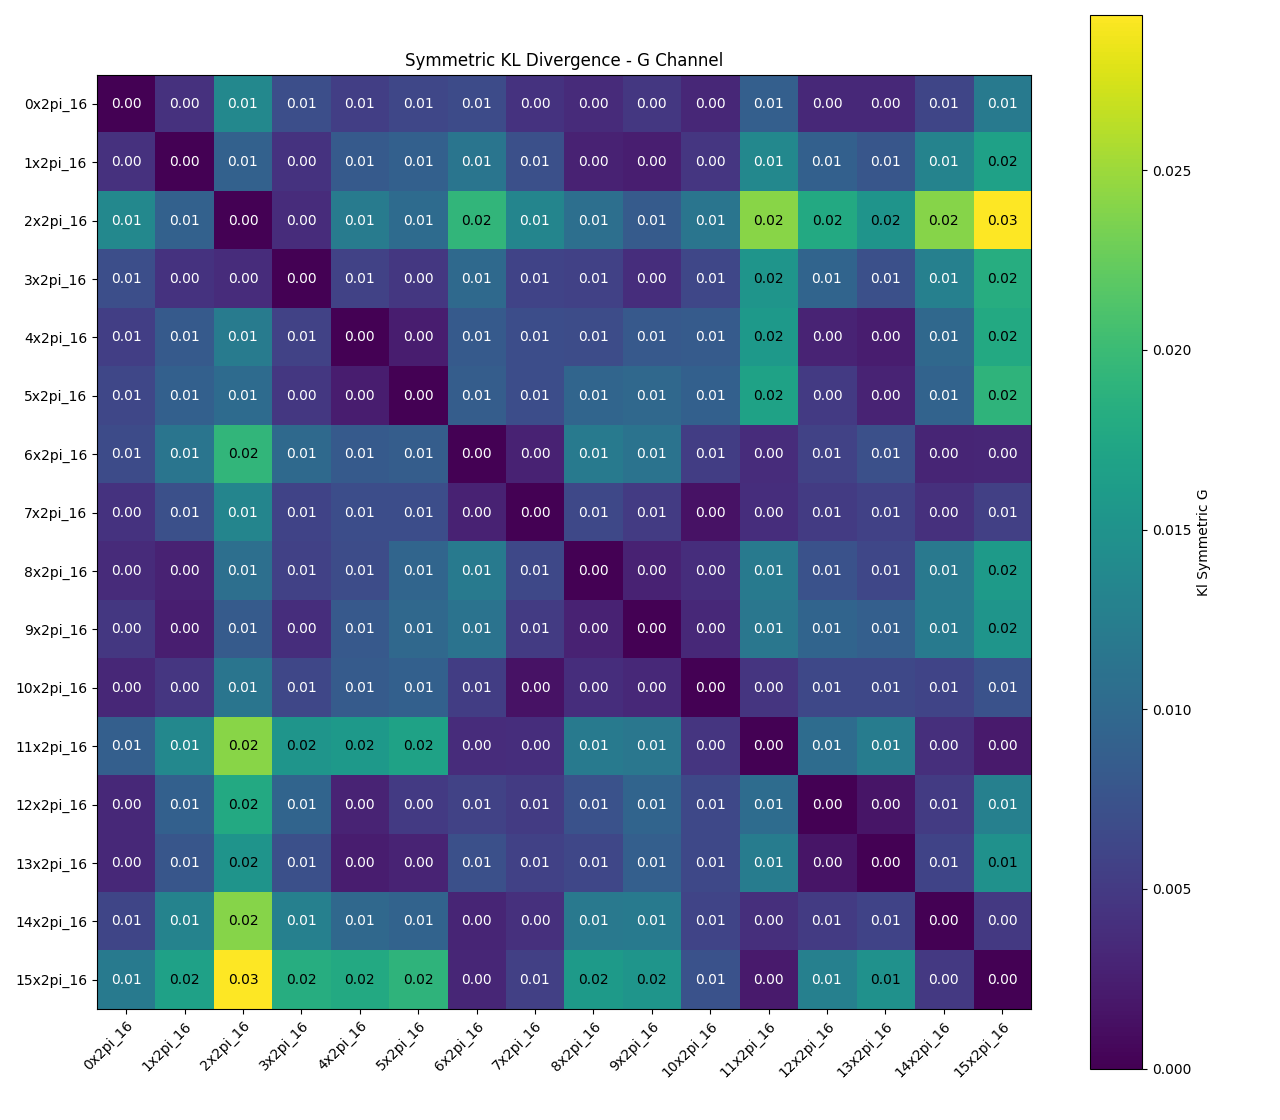 Symmetric KL Divergence - G Channel
0x2pi_16 0.00 0.00 0.01 0.01 0.01 0.01 0.01 0.00 0.00 0.00 0.00 0.01 0.00 0.00 0.01 0.01
1x2pi_16 0.00 0.00 0.01 0.00 0.01 0.01 0.01 0.01 0.00 0.00 0.00 0.01 0.01 0.01 0.01 0.02
2x2pi_16 0.01 0.01 0.00 0.00 0.01 0.01 0.02 0.01 0.01 0.01 0.01 0.02 0.02 0.02 0.02 0.03
3x2pi_16 0.01 0.00 0.00 0.00 0.01 0.00 0.01 0.01 0.01 0.00 0.01 0.02 0.01 0.01 0.01 0.02
4x2pi_16 0.01 0.01 0.01 0.01 0.00 0.00 0.01 0.01 0.01 0.01 0.01 0.02 0.00 0.00 0.01 0.02
5x2pi_16 0.01 0.01 0.01 0.00 0.00 0.00 0.01 0.01 0.01 0.01 0.01 0.02 0.00 0.00 0.01 0.02
6x2pi_16 0.01 0.01 0.02 0.01 0.01 0.01 0.00 0.00 0.01 0.01 0.01 0.00 0.01 0.01 0.00 0.00
7x2pi_16 0.00 0.01 0.01 0.01 0.01 0.01 0.00 0.00 0.01 0.01 0.00 0.00 0.01 0.01 0.00 0.01
8x2pi_16 0.00 0.00 0.01 0.01 0.01 0.01 0.01 0.01 0.00 0.00 0.00 0.01 0.01 0.01 0.01 0.02
9x2pi_16 0.00 0.00 0.01 0.00 0.01 0.01 0.01 0.01 0.00 0.00 0.00 0.01 0.01 0.01 0.01 0.02
10x2pi_16 0.00 0.00 0.01 0.01 0.01 0.01 0.01 0.00 0.00 0.00 0.00 0.00 0.01 0.01 0.01 0.01
11x2pi_16 0.01 0.01 0.02 0.02 0.02 0.02 0.00 0.00 0.01 0.01 0.00 0.00 0.01 0.01 0.00 0.00
12x2pi_16 0.00 0.01 0.02 0.01 0.00 0.00 0.01 0.01 0.01 0.01 0.01 0.01 0.00 0.00 0.01 0.01
13x2pi_16 0.00 0.01 0.02 0.01 0.00 0.00 0.01 0.01 0.01 0.01 0.01 0.01 0.00 0.00 0.01 0.01
14x2pi_16 0.01 0.01 0.02 0.01 0.01 0.01 0.00 0.00 0.01 0.01 0.01 0.00 0.01 0.01 0.00 0.00
15x2pi_16 0.01 0.02 0.03 0.02 0.02 0.02 0.00 0.01 0.02 0.02 0.01 0.00 0.01 0.01 0.00 0.00
0x2pi_16 1x2pi_16 2x2pi_16 3x2pi_16 4x2pi_16 5x2pi_16 6x2pi_16 7x2pi_16 8x2pi_16 9x2pi_16 10x2pi_16 11x2pi_16 12x2pi_16 13x2pi_16 14x2pi_16 15x2pi_16
0.025
0.020
0.015
0.010
0.005
0.000
Kl Symmetric G